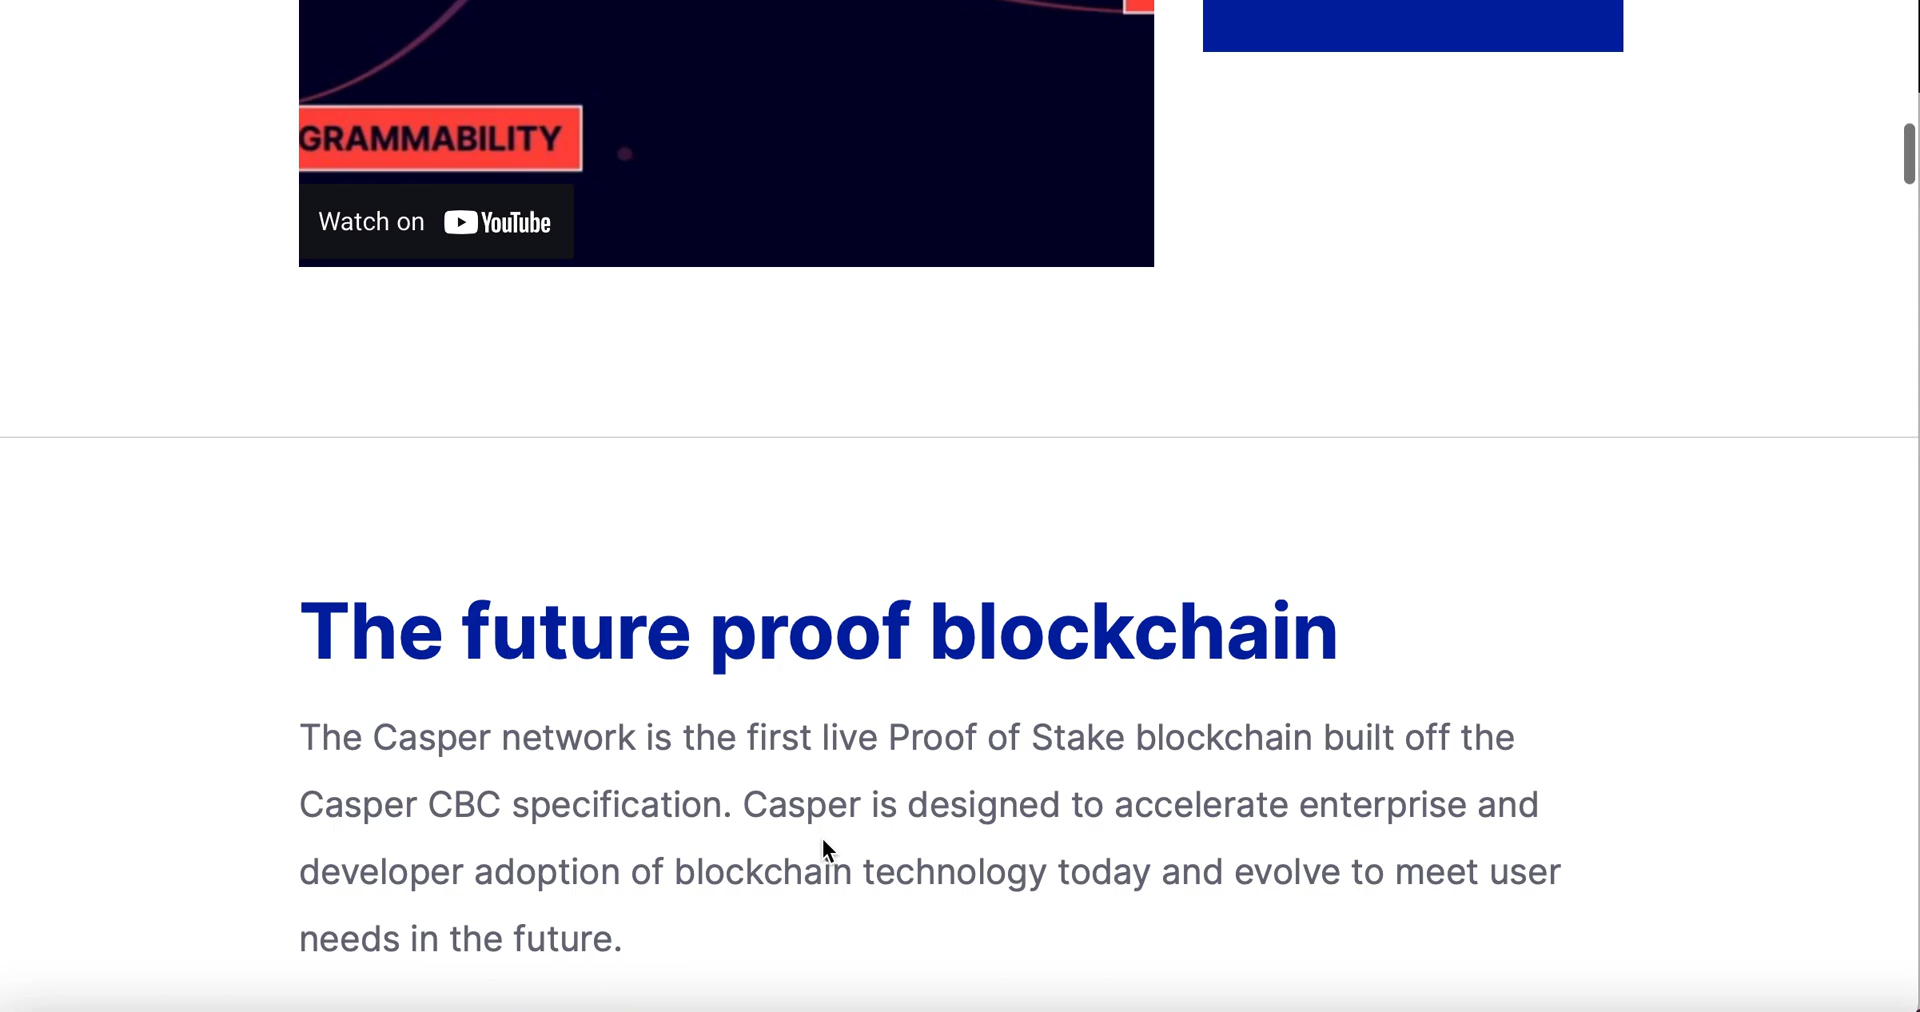 GRAMMABILITY
Watch on YouTube
The future proof blockchain
The Casper network is the first live Proof of Stake blockchain built off the
Casper CBC specification. Casper is designed to accelerate enterprise and
developer adoption of blockchain technology today and evolve to meet user
needs in the future.